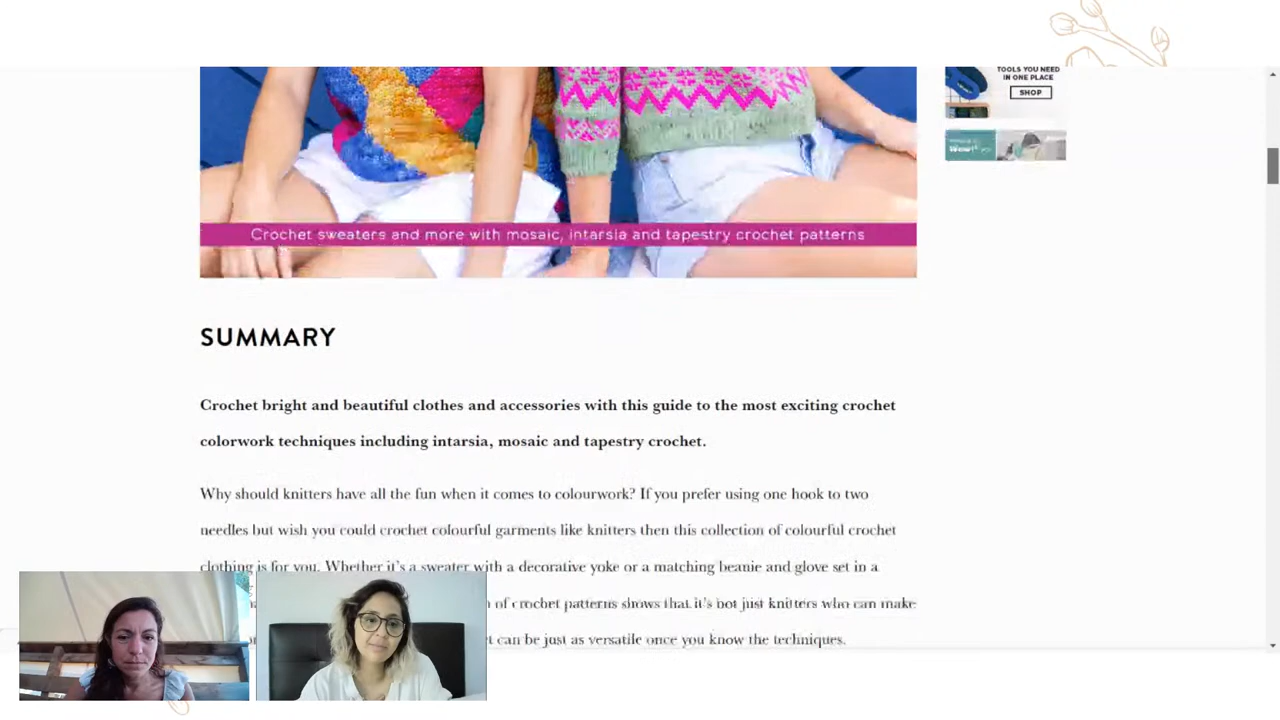 TOOLS YOU NEED
IN ONE PLACE
SHOP
Crochet sweaters and more with mosaic, intarsia and tapestry crochet patterns
SUMMARY
Crochet bright and beautiful clothes and accessories with this guide to the most exciting crochet
colorwork techniques including intarsia, mosaic and tapestry crochet.
Why should knitters have all the fun when it comes to colourwork? If you prefer using one hook to two
needles but wish you could crochet colourful garments like knitters then this collection of colourful crochet
clothing is for you. Whether it's a sweater with a decorative yoke or a matching beanie and glove set in a
of crochet patterns shows that it's not just knitters who can make
can be just as versatile once you know the techniques.